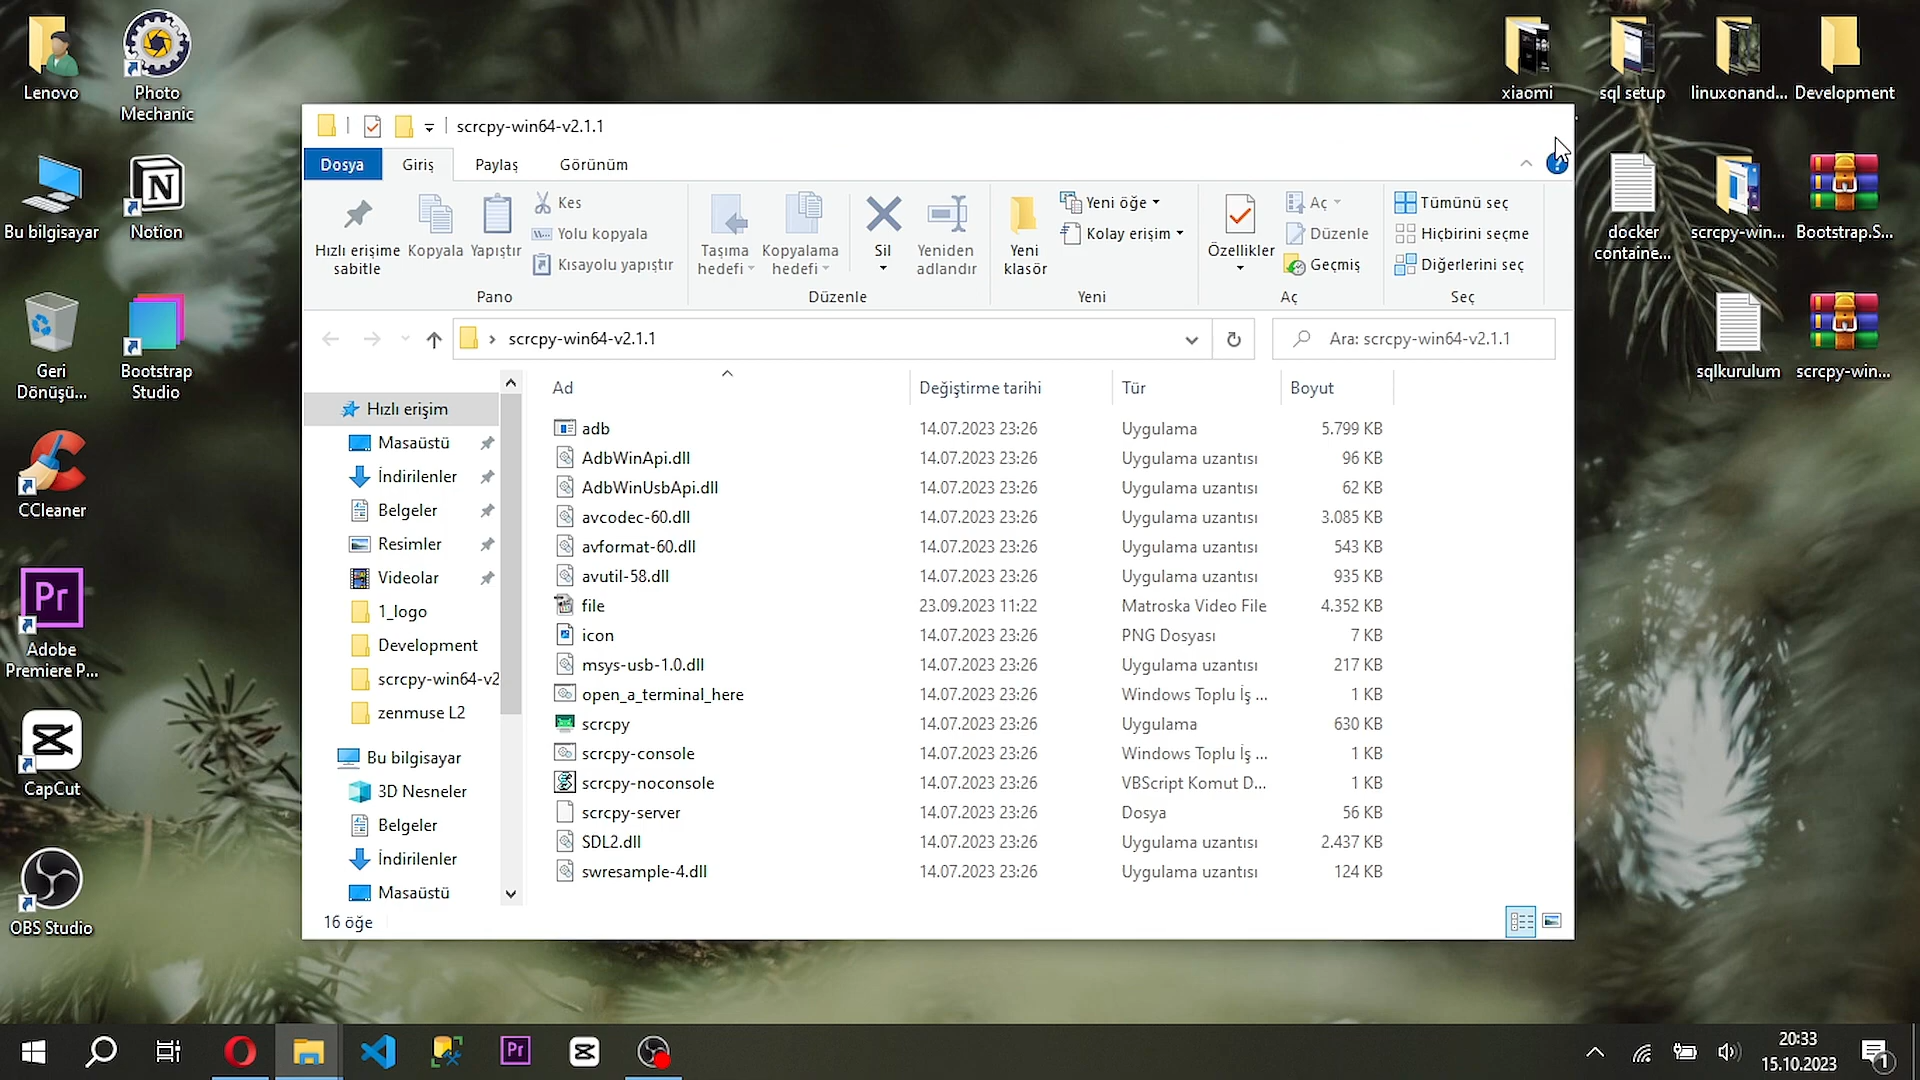 Lenovo
Photo
Mechanic
Bu bilgisayar
Notion
Geri
Dönüşü...
Bootstrap
Studio
CCleaner
Adobe
Premiere P...
CapCut
OBS Studio
xiaomi
sql setup
linuxonand...
Development
docker
containe...
scrcpy-win...
Bootstrap.S...
sqlkurulum
scrcpy-win...
scrcpy-win64-v2.1.1
Dosya
Giriş
Paylaş
Görünüm
Hızlı erişime
sabitle
Kopyala
Yapıştır
Kes
Yolu kopyala
Kısayolu yapıştır
Pano
Taşıma
hedefi
Kopyalama
hedefi
Sil
Yeniden
adlandır
Düzenle
Yeni
klasör
Yeni öğe
Kolay erişim
Yeni
Özellikler
Aç
Düzenle
Geçmiş
Aç
Tümünü seç
Hiçbirini seçme
Diğerlerini seç
Seç
scrcpy-win64-v2.1.1
Ara: scrcpy-win64-v2.1.1
Hızlı erişim
Masaüstü
İndirilenler
Belgeler
Resimler
Videolar
1_logo
Development
scrcpy-win64-v2
zenmuse L2
Bu bilgisayar
3D Nesneler
Belgeler
İndirilenler
Masaüstü
Ad Değiştirme tarihi Tür Boyut
adb 14.07.2023 23:26 Uygulama 5.799 KB
AdbWinApi.dll 14.07.2023 23:26 Uygulama uzantısı 96 KB
AdbWinUsbApi.dll 14.07.2023 23:26 Uygulama uzantısı 62 KB
avcodec-60.dll 14.07.2023 23:26 Uygulama uzantısı 3.085 KB
avformat-60.dll 14.07.2023 23:26 Uygulama uzantısı 543 KB
avutil-58.dll 14.07.2023 23:26 Uygulama uzantısı 935 KB
file 23.09.2023 11:22 Matroska Video File 4.352 KB
icon 14.07.2023 23:26 PNG Dosyası 7 KB
msys-usb-1.0.dll 14.07.2023 23:26 Uygulama uzantısı 217 KB
open_a_terminal_here 14.07.2023 23:26 Windows Toplu İş ... 1 KB
scrcpy 14.07.2023 23:26 Uygulama 630 KB
scrcpy-console 14.07.2023 23:26 Windows Toplu İş ... 1 KB
scrcpy-noconsole 14.07.2023 23:26 VBScript Komut D... 1 KB
scrcpy-server 14.07.2023 23:26 Dosya 56 KB
SDL2.dll 14.07.2023 23:26 Uygulama uzantısı 2.437 KB
swresample-4.dll 14.07.2023 23:26 Uygulama uzantısı 124 KB
16 öğe
Pr
Pr
20:33
15.10.2023
1